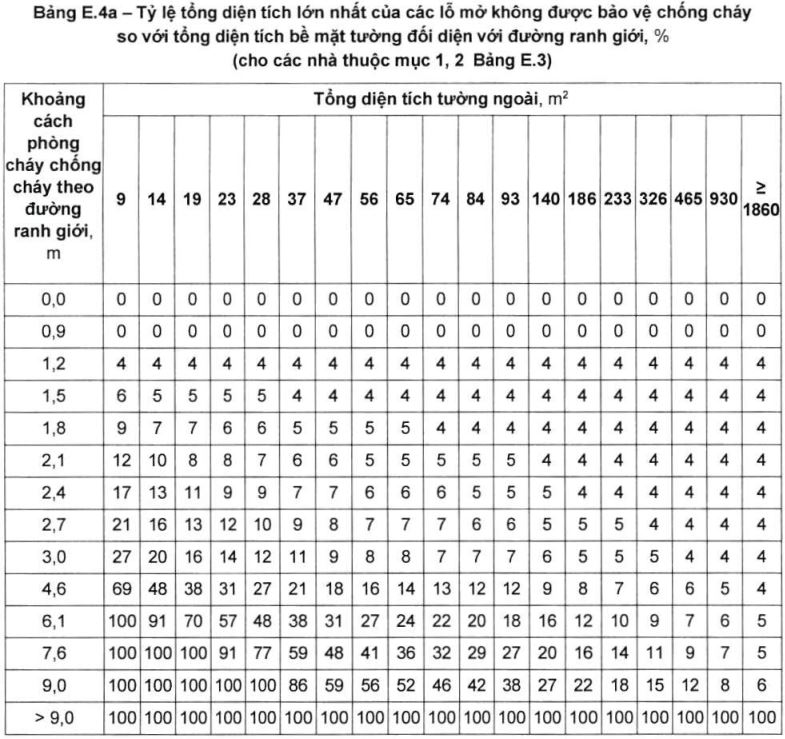 Bảng E.4a – Tỷ lệ tổng diện tích lớn nhất của các lỗ mở không được bảo vệ chống cháy
so với tổng diện tích bề mặt tường đối diện với đường ranh giới, %
(cho các nhà thuộc mục 1, 2 Bảng E.3)
Khoảng
cách
phòng
cháy chống
cháy theo
đường
ranh giới,
m
Tổng diện tích tường ngoài, m²
9 14 19 23 28 37 47 56 65 74 84 93 140 186 233 326 465 930 ≥ 1860
0,0 0 0 0 0 0 0 0 0 0 0 0 0 0 0 0 0 0 0 0
0,9 0 0 0 0 0 0 0 0 0 0 0 0 0 0 0 0 0 0 0
1,2 4 4 4 4 4 4 4 4 4 4 4 4 4 4 4 4 4 4 4
1,5 6 5 5 5 5 4 4 4 4 4 4 4 4 4 4 4 4 4 4
1,8 9 7 7 6 6 5 5 5 5 4 4 4 4 4 4 4 4 4 4
2,1 12 10 8 8 7 6 6 5 5 5 5 5 4 4 4 4 4 4 4
2,4 17 13 11 9 9 7 7 6 6 6 5 5 5 4 4 4 4 4 4
2,7 21 16 13 12 10 9 8 7 7 7 6 6 5 5 5 4 4 4 4
3,0 27 20 16 14 12 11 9 8 8 7 7 7 6 5 5 5 4 4 4
4,6 69 48 38 31 27 21 18 16 14 13 12 12 9 8 7 6 6 5 4
6,1 100 91 70 57 48 38 31 27 24 22 20 18 16 12 10 9 7 6 5
7,6 100 100 100 91 77 59 48 41 36 32 29 27 20 16 14 11 9 7 5
9,0 100 100 100 100 100 86 59 56 52 46 42 38 27 22 18 15 12 8 6
> 9,0 100 100 100 100 100 100 100 100 100 100 100 100 100 100 100 100 100 100 100